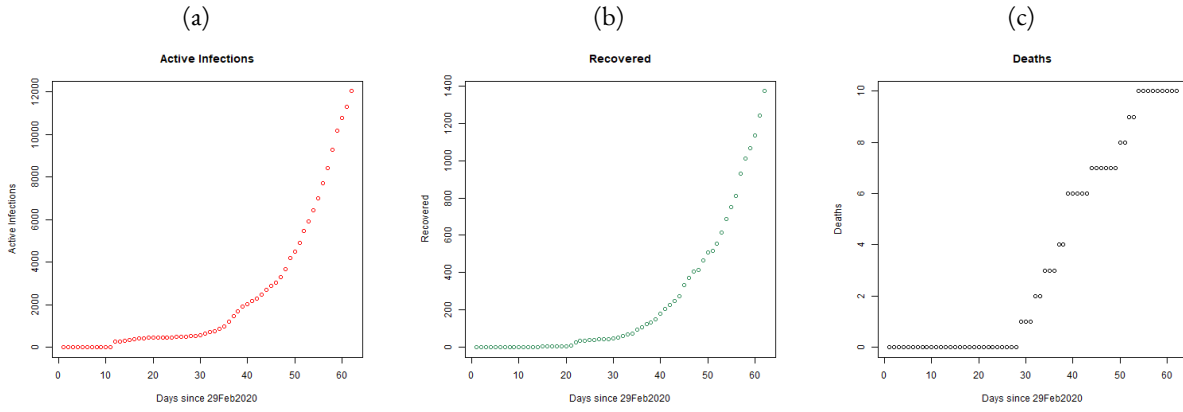 (a)
(b)
(c)
Active Infections
Active Infections
0
2000
4000
6000
8000
10000
12000
0 10 20 30 40 50 60
Days since 29Feb2020
Recovered
Recovered
0
200
400
600
800
1000
1200
1400
0 10 20 30 40 50 60
Days since 29Feb2020
Deaths
Deaths
0
2
4
6
8
10
0 10 20 30 40 50 60
Days since 29Feb2020